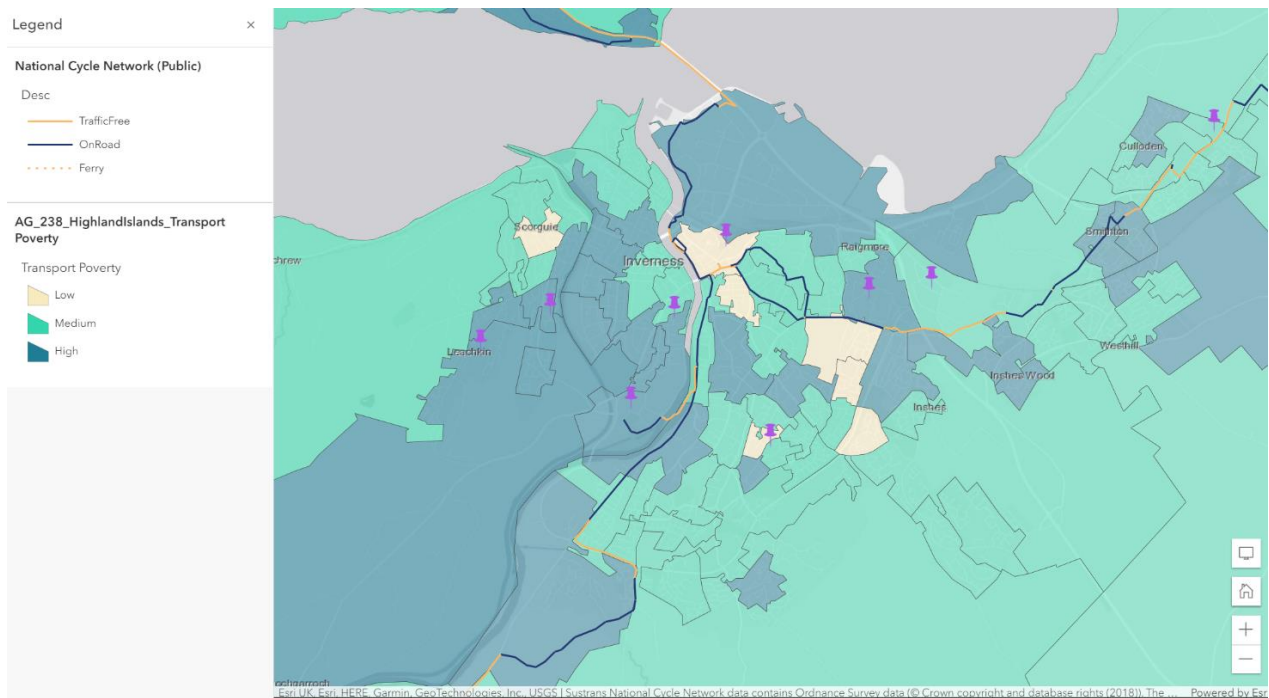 Legend
×
National Cycle Network (Public)
Desc
TrafficFree
OnRoad
Ferry
AG_238_HighlandIslands_Transport
Poverty
Transport Poverty
Low
Medium
High
Culloden
Scorguie
Smithton
chrew
Raigmore
Inverness
Westhill
Leachkin
Inshes Wood
Inshes
ochgarroch
Esri UK, Esri, HERE, Garmin, GeoTechnologies, Inc., USGS | Sustrans National Cycle Network data contains Ordnance Survey data (© Crown copyright and database rights (2018)). The ... Powered by Esri